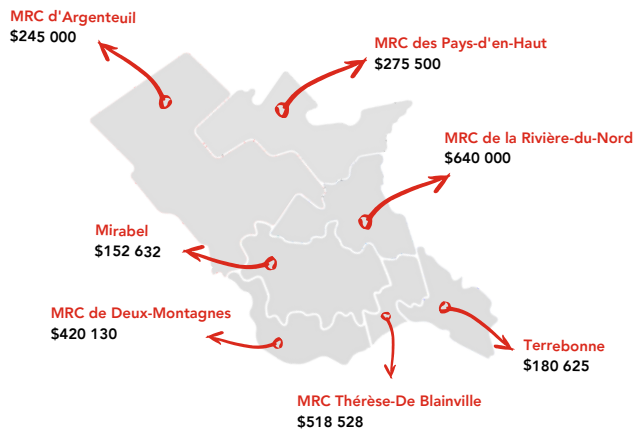 MRC d'Argenteuil
$245 000
MRC des Pays-d'en-Haut
$275 500
MRC de la Rivière-du-Nord
$640 000
Mirabel
$152 632
MRC de Deux-Montagnes
$420 130
Terrebonne
$180 625
MRC Thérèse-De Blainville
$518 528